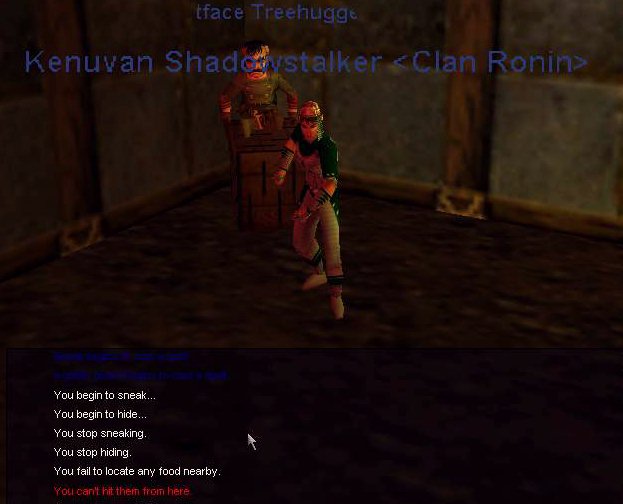 tface Treehugge
Kenuvan Shadowstalker <Clan Ronin>
You begin to sneak...
You begin to hide...
You stop sneaking.
You stop hiding.
You fail to locate any food nearby.
You can't hit them from here